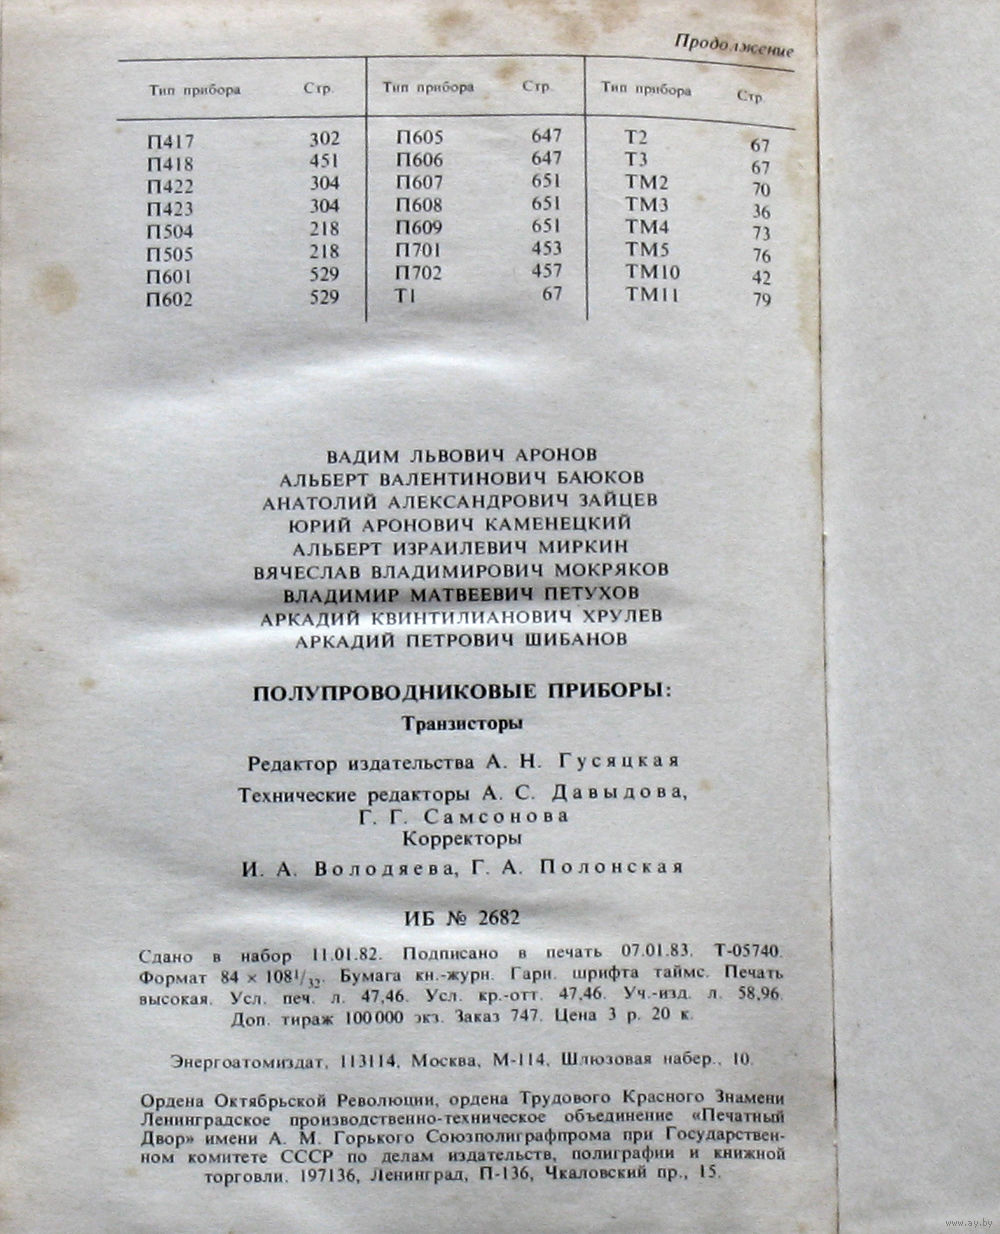 Продолжение
Тип прибора Стр. Тип прибора Стр. Тип прибора Стр.
П417 302 П605 647 Т2 67
П418 451 П606 647 Т3 67
П422 304 П607 651 ТМ2 70
П423 304 П608 651 ТМ3 36
П504 218 П609 651 ТМ4 73
П505 218 П701 453 ТМ5 76
П601 529 П702 457 ТМ10 42
П602 529 Т1 67 ТМ11 79
ВАДИМ ЛЬВОВИЧ АРОНОВ
АЛЬБЕРТ ВАЛЕНТИНОВИЧ БАЮКОВ
АНАТОЛИЙ АЛЕКСАНДРОВИЧ ЗАЙЦЕВ
ЮРИЙ АРОНОВИЧ КАМЕНЕЦКИЙ
АЛЬБЕРТ ИЗРАИЛЕВИЧ МИРКИН
ВЯЧЕСЛАВ ВЛАДИМИРОВИЧ МОКРЯКОВ
ВЛАДИМИР МАТВЕЕВИЧ ПЕТУХОВ
АРКАДИЙ КВИНТИЛИАНОВИЧ ХРУЛЕВ
АРКАДИЙ ПЕТРОВИЧ ШИБАНОВ
ПОЛУПРОВОДНИКОВЫЕ ПРИБОРЫ:
Транзисторы
Редактор издательства А. Н. Гусяцкая
Технические редакторы А. С. Давыдова,
Г. Г. Самсонова
Корректоры
И. А. Володяева, Г. А. Полонская
ИБ № 2682
Сдано в набор 11.01.82. Подписано в печать 07.01.83. Т-05740.
Формат 84 × 108 1/32. Бумага кн.-журн. Гарн. шрифта таймс. Печать
высокая. Усл. печ. л. 47,46. Усл. кр.-отт. 47,46. Уч.-изд. л. 58,96.
Доп. тираж 100000 экз. Заказ 747. Цена 3 р. 20 к.
Энергоатомиздат, 113114, Москва, М-114, Шлюзовая набер., 10.
Ордена Октябрьской Революции, ордена Трудового Красного Знамени
Ленинградское производственно-техническое объединение «Печатный
Двор» имени А. М. Горького Союзполиграфпрома при Государствен-
ном комитете СССР по делам издательств, полиграфии и книжной
торговли. 197136, Ленинград, П-136, Чкаловский пр., 15.
www.ay.by